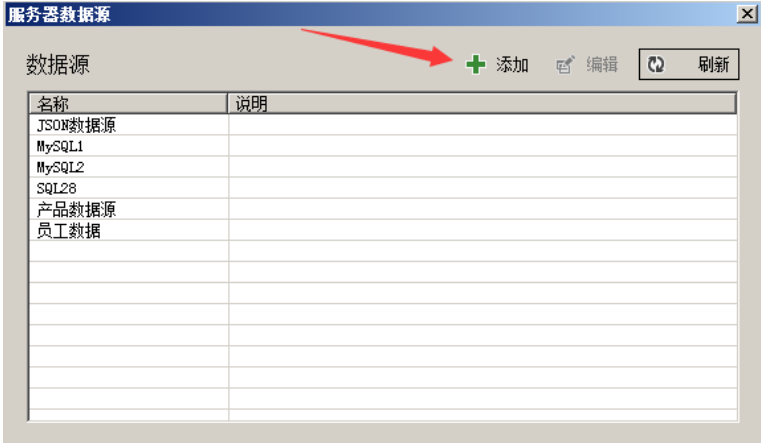 服务器数据源
数据源 添加 编辑 刷新
名称 说明
JSON数据源
MySQL1
MySQL2
SQL28
产品数据源
员工数据